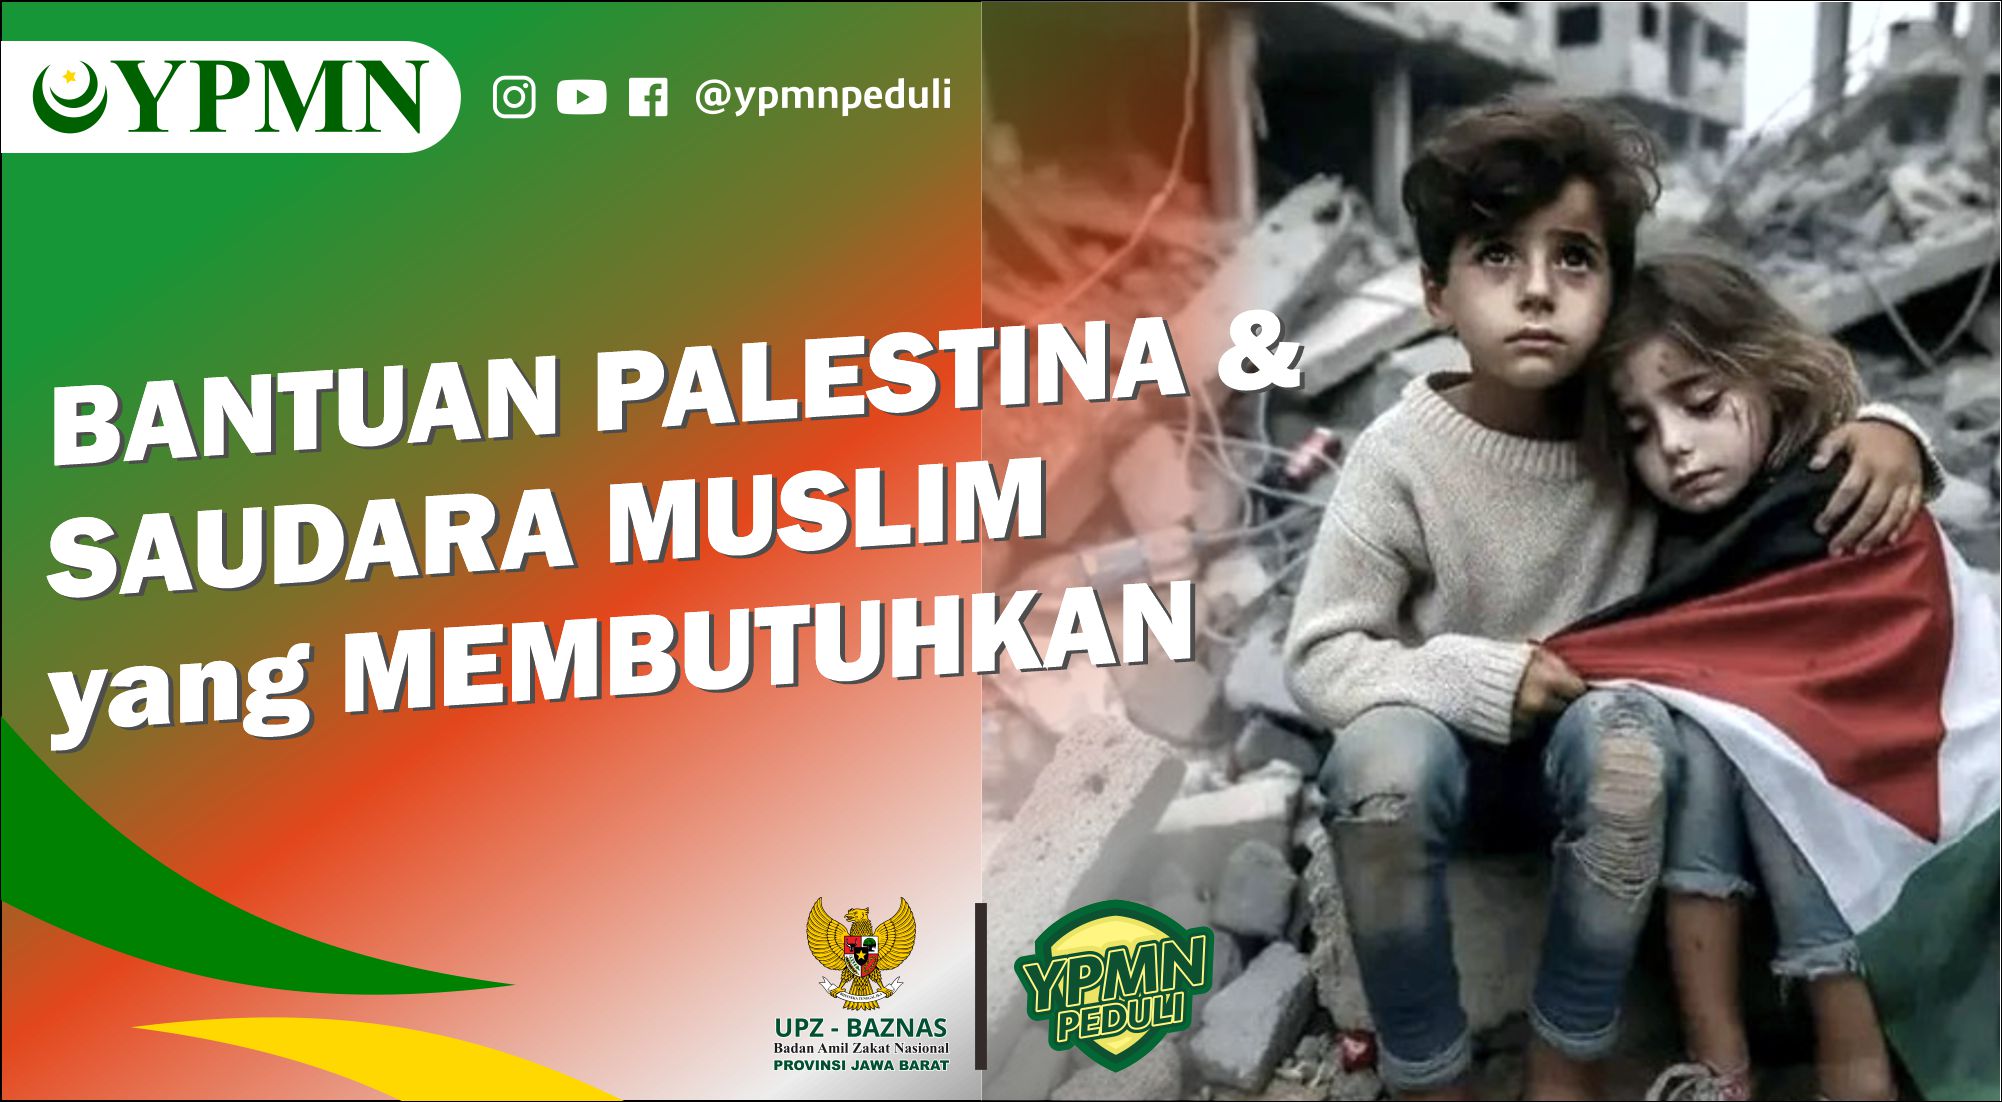 YPMN
@ypmnpeduli
BANTUAN PALESTINA &
SAUDARA MUSLIM
yang MEMBUTUHKAN
UPZ - BAZNAS
Badan Amil Zakat Nasional
PROVINSI JAWA BARAT
YPMN
PEDULI